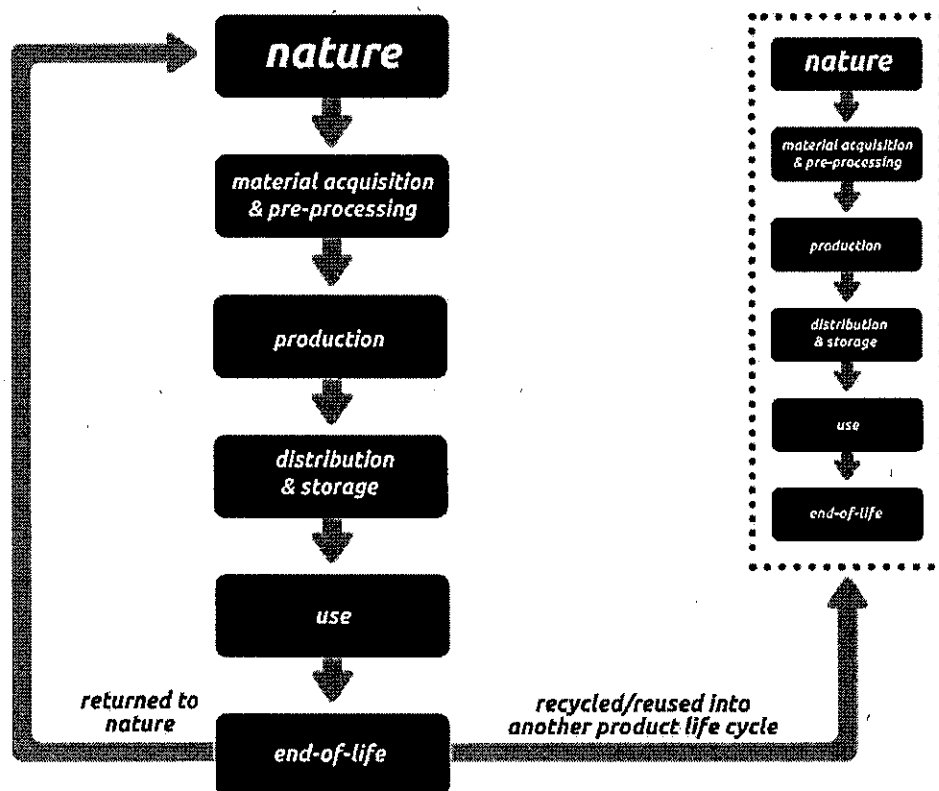 nature
material acquisition
& pre-processing
production
distribution
& storage
use
end-of-life
returned to
nature
recycled/reused into
another product life cycle
nature
material acquisition
& pre-processing
production
distribution
& storage
use
end-of-life